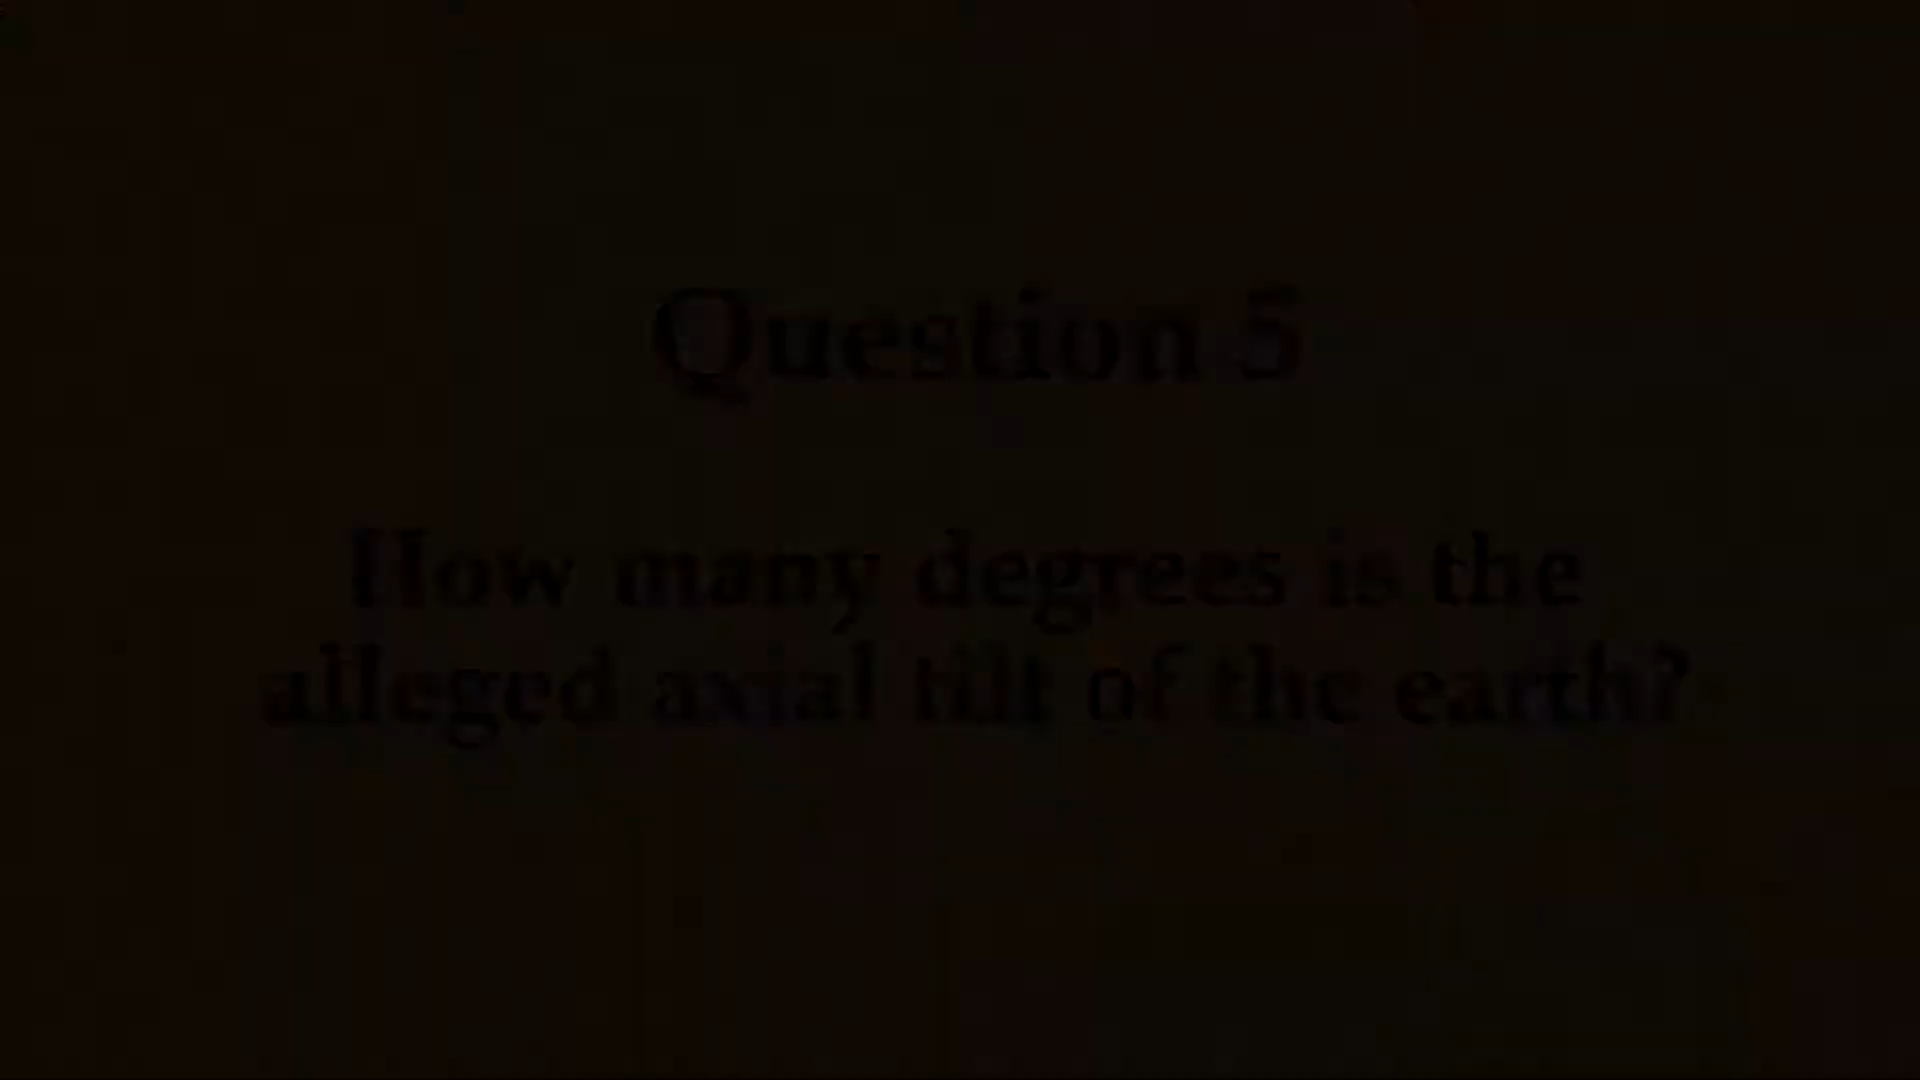 Question 5
How many degrees is the
alleged axial tilt of the earth?